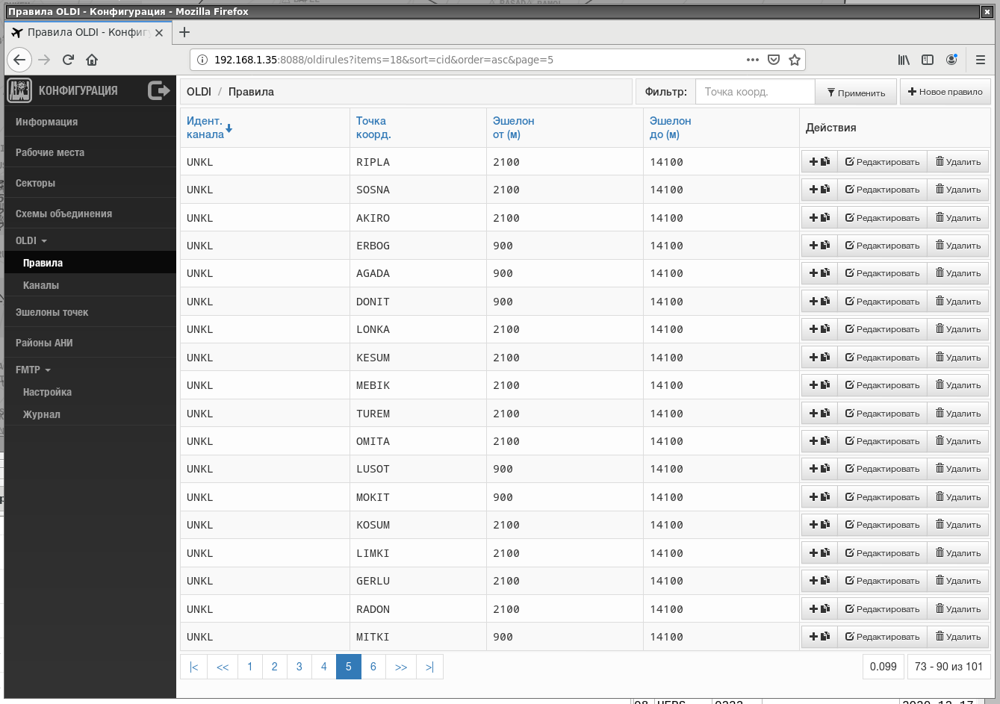 Правила OLDI - Конфигурация - Mozilla Firefox
Правила OLDI - Конфигу
192.168.1.35:8088/oldirules?items=18&sort=cid&order=asc&page=5
КОНФИГУРАЦИЯ
Информация
Рабочие места
Секторы
Схемы объединения
OLDI
Правила
Каналы
Эшелоны точек
Районы АНИ
FMTP
Настройка
Журнал
OLDI / Правила
Фильтр: Точка коорд. Применить Новое правило
Идент. канала Точка коорд. Эшелон от (м) Эшелон до (м) Действия
UNKL RIPLA 2100 14100 Редактировать Удалить
UNKL SOSNA 2100 14100 Редактировать Удалить
UNKL AKIRO 2100 14100 Редактировать Удалить
UNKL ERBOG 900 14100 Редактировать Удалить
UNKL AGADA 900 14100 Редактировать Удалить
UNKL DONIT 900 14100 Редактировать Удалить
UNKL LONKA 2100 14100 Редактировать Удалить
UNKL KESUM 2100 14100 Редактировать Удалить
UNKL MEBIK 2100 14100 Редактировать Удалить
UNKL TUREM 2100 14100 Редактировать Удалить
UNKL OMITA 2100 14100 Редактировать Удалить
UNKL LUSOT 900 14100 Редактировать Удалить
UNKL MOKIT 900 14100 Редактировать Удалить
UNKL KOSUM 2100 14100 Редактировать Удалить
UNKL LIMKI 2100 14100 Редактировать Удалить
UNKL GERLU 2100 14100 Редактировать Удалить
UNKL RADON 2100 14100 Редактировать Удалить
UNKL MITKI 900 14100 Редактировать Удалить
|< << 1 2 3 4 5 6 >> >| 0.099 73 - 90 из 101